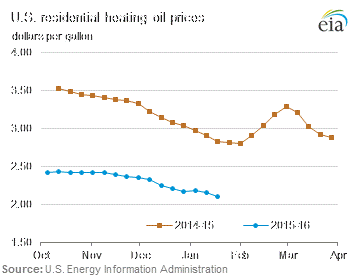 U.S. residential heating oil prices
dollars per gallon
eia
4.00
3.50
3.00
2.50
2.00
1.50
Oct Nov Dec Jan Feb Mar Apr
2014-15 2015-16
Source: U.S. Energy Information Administration